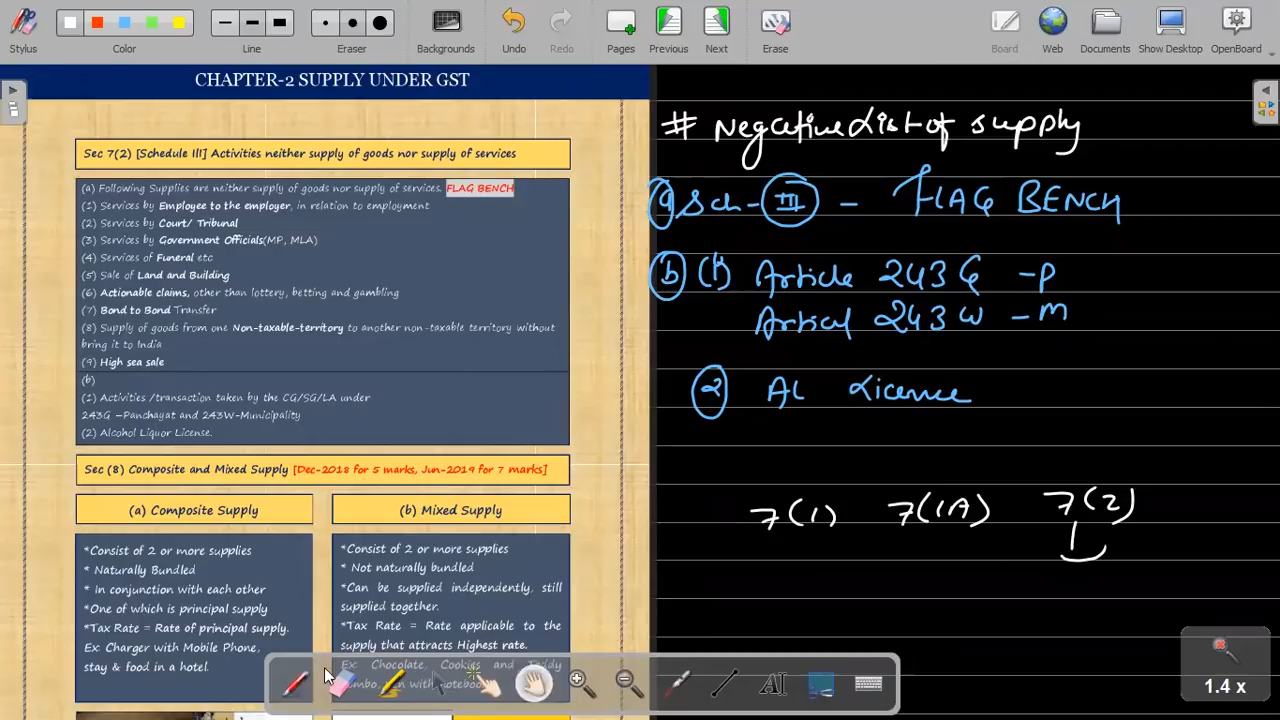 Stylus
Color
Line
Eraser
Backgrounds
Undo
Redo
Pages
Previous
Next
Erase
Board
Web
Documents
Show Desktop
OpenBoard
CHAPTER-2 SUPPLY UNDER GST
Sec 7(2) [Schedule III] Activities neither supply of goods nor supply of services
(a) Following Supplies are neither supply of goods nor supply of services. FLAG BENCH
(1) Services by Employee to the employer, in relation to employment
(2) Services by Court/ Tribunal
(3) Services by Government Officials(MP, MLA)
(4) Services of Funeral etc
(5) Sale of Land and Building
(6) Actionable claims, other than lottery, betting and gambling
(7) Bond to Bond Transfer
(8) Supply of goods from one Non-taxable-territory to another non-taxable territory without
bring it to India
(9) High sea sale
(b)
(1) Activities /transaction taken by the CG/SG/LA under
243G –Panchayat and 243W-Municipality
(2) Alcohol Liquor License.
Sec (8) Composite and Mixed Supply [Dec-2018 for 5 marks, Jun-2019 for 7 marks]
(a) Composite Supply
*Consist of 2 or more supplies
* Naturally Bundled
* In conjunction with each other
*One of which is principal supply
*Tax Rate = Rate of principal supply.
Ex: Charger with Mobile Phone,
stay & food in a hotel.
(b) Mixed Supply
*Consist of 2 or more supplies
* Not naturally bundled
*Can be supplied independently, still
supplied together.
*Tax Rate = Rate applicable to the
supply that attracts Highest rate.
Ex: Chocolate, Cookies and Teddy
# Negative List of supply
(a) Sch - III - FLAG BENCH
(b) (1) Article 243G - P
Articel 243W - M
(2) AL Licence
7(1) 7(1A) 7(2)
1.4 x